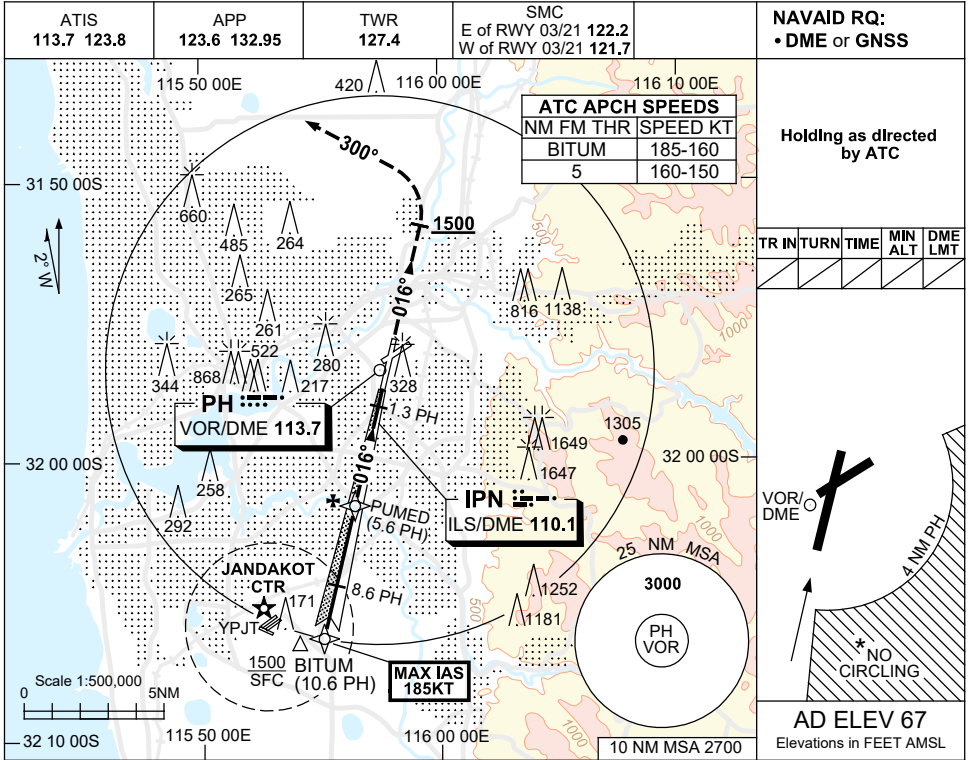 ATIS
113.7 123.8
APP
123.6 132.95
TWR
127.4
SMC
E of RWY 03/21 122.2
W of RWY 03/21 121.7
NAVAID RQ:
• DME or GNSS
115 50 00E
420
116 00 00E
116 10 00E
ATC APCH SPEEDS
NM FM THR SPEED KT
BITUM 185-160
5 160-150
Holding as directed
by ATC
300°
31 50 00S
660
485
264
1500
500
2° W
TR IN TURN TIME MIN ALT DME LMT
016°
265
261
816
1138
1000
1000
280
522
344
868
217
328
PH
VOR/DME 113.7
1.3 PH
1305
1649
1647
32 00 00S
32 00 00S
016°
258
292
IPN
ILS/DME 110.1
PUMED
(5.6 PH)
1000
VOR/
DME
4 NM PH
25 NM MSA
3000
PH
VOR
JANDAKOT
CTR
171
8.6 PH
YPJT
500
1252
1181
* NO
CIRCLING
1500
SFC
BITUM
(10.6 PH)
MAX IAS
185KT
Scale 1:500,000
0 5NM
1000
AD ELEV 67
Elevations in FEET AMSL
32 10 00S
115 50 00E
116 00 00E
10 NM MSA 2700